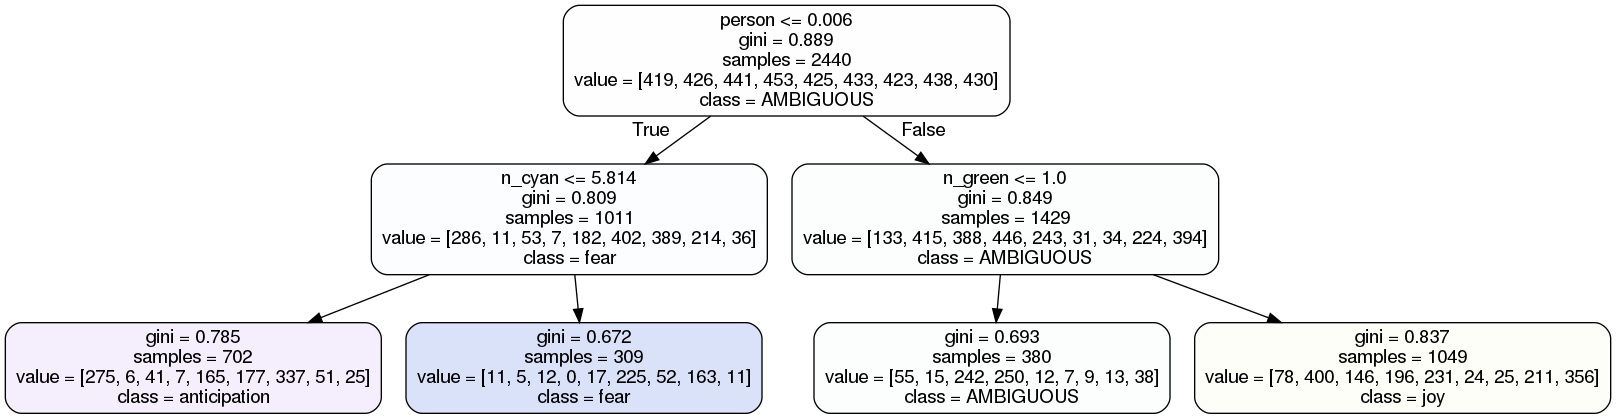 person <= 0.006
gini = 0.889
samples = 2440
value = [419, 426, 441, 453, 425, 433, 423, 438, 430]
class = AMBIGUOUS
True
False
n_cyan <= 5.814
gini = 0.809
samples = 1011
value = [286, 11, 53, 7, 182, 402, 389, 214, 36]
class = fear
n_green <= 1.0
gini = 0.849
samples = 1429
value = [133, 415, 388, 446, 243, 31, 34, 224, 394]
class = AMBIGUOUS
gini = 0.785
samples = 702
value = [275, 6, 41, 7, 165, 177, 337, 51, 25]
class = anticipation
gini = 0.672
samples = 309
value = [11, 5, 12, 0, 17, 225, 52, 163, 11]
class = fear
gini = 0.693
samples = 380
value = [55, 15, 242, 250, 12, 7, 9, 13, 38]
class = AMBIGUOUS
gini = 0.837
samples = 1049
value = [78, 400, 146, 196, 231, 24, 25, 211, 356]
class = joy